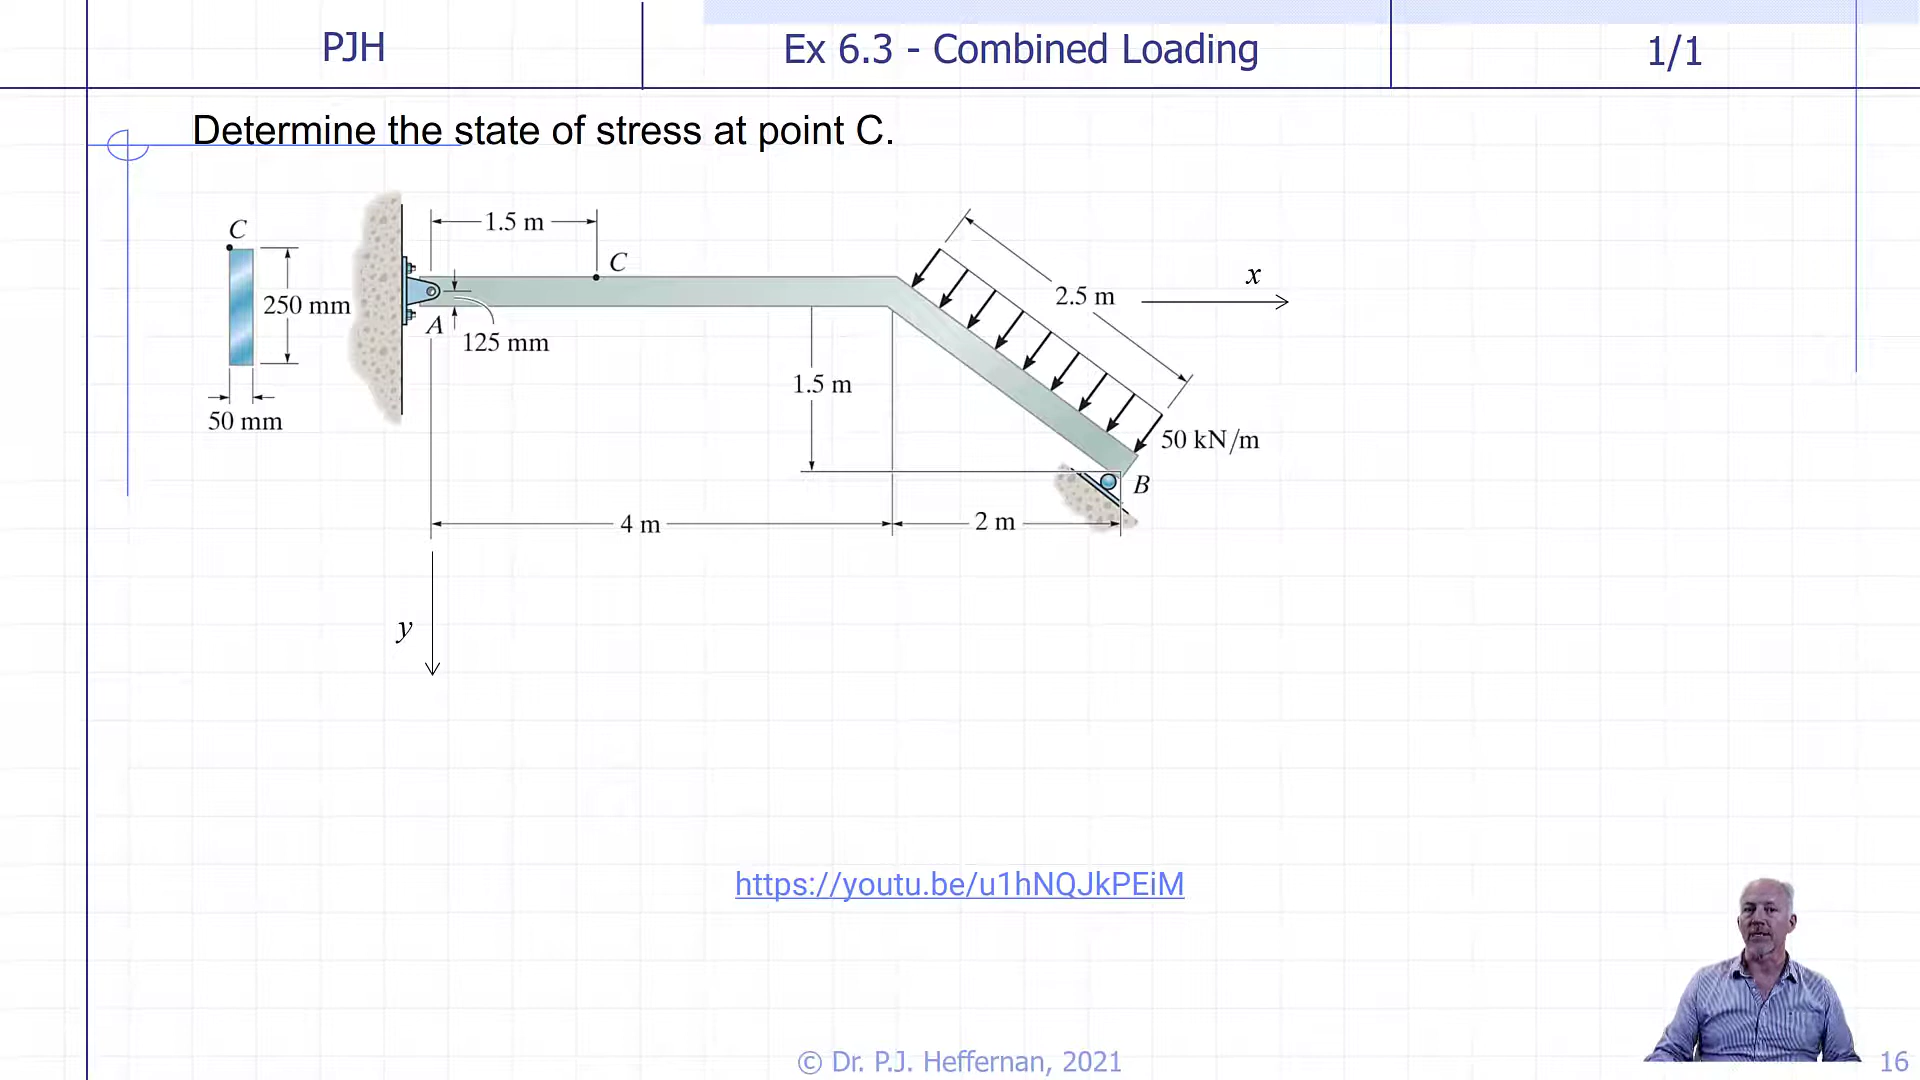 PJH
Ex 6.3 - Combined Loading
1/1
Determine the state of stress at point C.
C
250 mm
50 mm
1.5 m
C
A
125 mm
1.5 m
4 m
2 m
2.5 m
50 kN/m
B
x
y
https://youtu.be/u1hNQJkPEiM
© Dr. P.J. Heffernan, 2021
16